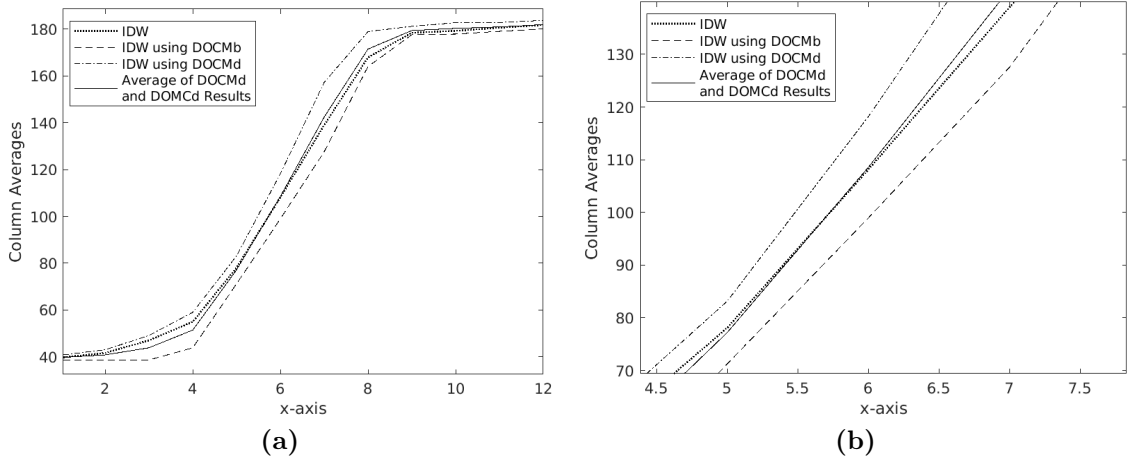 180
160
140
120
100
80
60
40
Column Averages
2
4
6
8
10
12
x-axis
IDW
IDW using DOCMb
IDW using DOCMd
Average of DOCMd
and DOMCd Results
(a)
130
120
110
100
90
80
70
Column Averages
4.5
5
5.5
6
6.5
7
7.5
x-axis
IDW
IDW using DOCMb
IDW using DOCMd
Average of DOCMd
and DOMCd Results
(b)